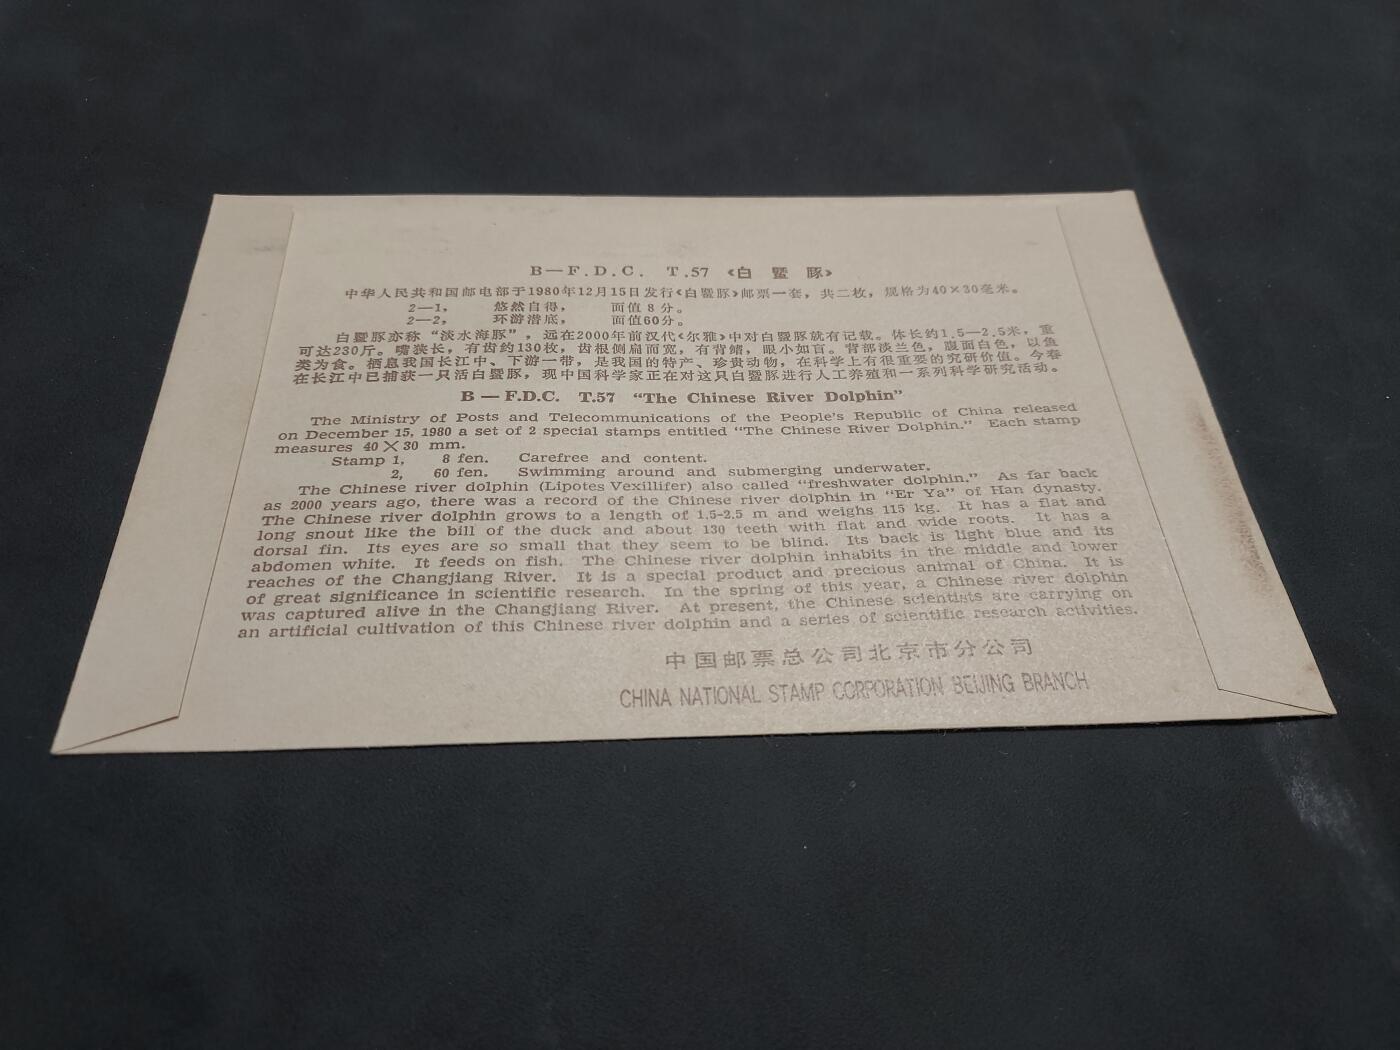 B—F.D.C. T.57 《白 暨 豚》
中华人民共和国邮电部于1980年12月15日发行《白暨豚》邮票一套，共二枚，规格为40×30毫米。
2—1， 悠然自得， 面值 8 分。
2—2， 环游潜底， 面值60分。
白暨豚亦称“淡水海豚”，远在2000年前汉代《尔雅》中对白暨豚就有记载。体长约1.5—2.5米，重
可达230斤。嘴狭长，有齿约130枚，齿根侧扁而宽，有背鳍，眼小如盲。背部淡兰色，腹面白色，以鱼
类为食。栖息我国长江中、下游一带，是我国的特产、珍贵动物，在科学上有很重要的究研价值。今春
在长江中已捕获一只活白暨豚，现中国科学家正在对这只白暨豚进行人工养殖和一系列科学研究活动。
B — F.D.C. T.57 “The Chinese River Dolphin”
The Ministry of Posts and Telecommunications of the People's Republic of China released
on December 15, 1980 a set of 2 special stamps entitled “The Chinese River Dolphin.” Each stamp
measures 40×30 mm.
Stamp 1, 8 fen. Carefree and content.
2, 60 fen. Swimming around and submerging underwater.
The Chinese river dolphin (Lipotes Vexillifer) also called “freshwater dolphin.” As far back
as 2000 years ago, there was a record of the Chinese river dolphin in “Er Ya” of Han dynasty.
The Chinese river dolphin grows to a length of 1.5-2.5 m and weighs 115 kg. It has a flat and
long snout like the bill of the duck and about 130 teeth with flat and wide roots. It has a
dorsal fin. Its eyes are so small that they seem to be blind. Its back is light blue and its
abdomen white. It feeds on fish. The Chinese river dolphin inhabits in the middle and lower
reaches of the Changjiang River. It is a special product and precious animal of China. It is
of great significance in scientific research. In the spring of this year, a Chinese river dolphin
was captured alive in the Changjiang River. At present, the Chinese scientists are carrying on
an artificial cultivation of this Chinese river dolphin and a series of scientific research activities.
中国邮票总公司北京市分公司
CHINA NATIONAL STAMP CORPORATION BEIJING BRANCH